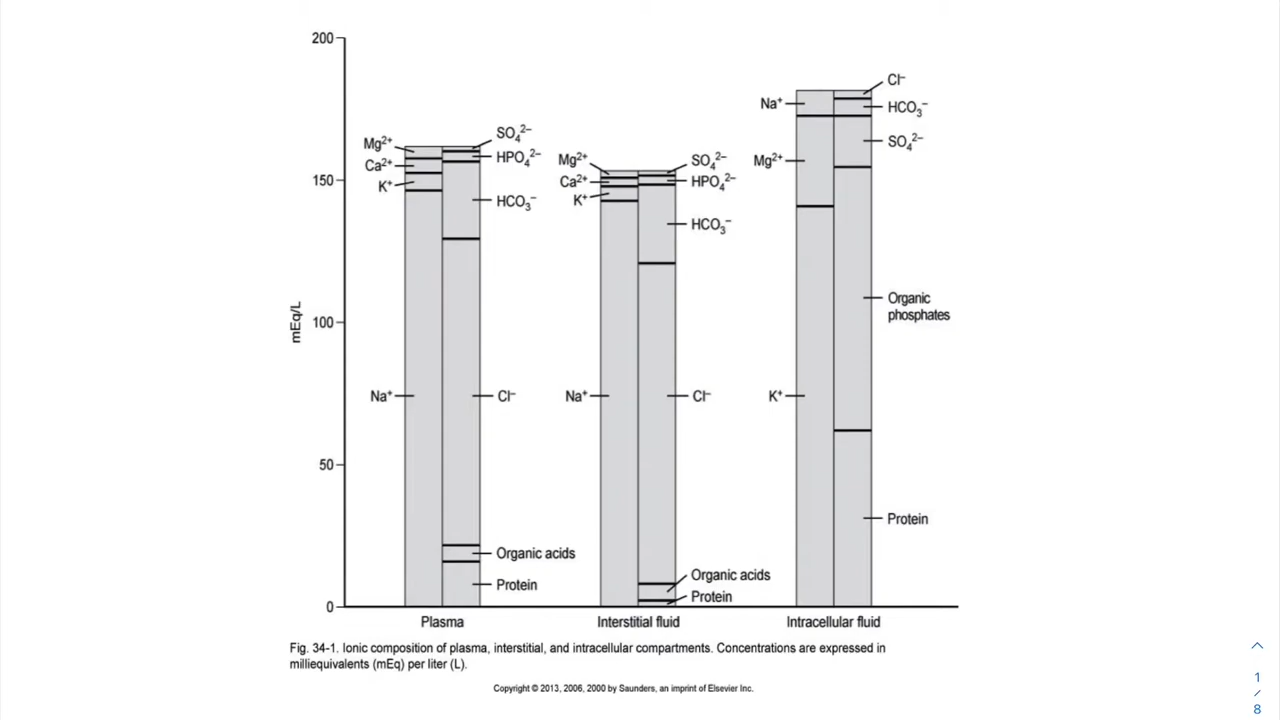 200
150
100
50
0
mEq/L
Mg²⁺
Ca²⁺
K⁺
Na⁺
SO₄²⁻
HPO₄²⁻
HCO₃⁻
Cl⁻
Organic acids
Protein
Plasma
Mg²⁺
Ca²⁺
K⁺
Na⁺
SO₄²⁻
HPO₄²⁻
HCO₃⁻
Cl⁻
Organic acids
Protein
Interstitial fluid
Na⁺
Mg²⁺
K⁺
Cl⁻
HCO₃⁻
SO₄²⁻
Organic
phosphates
Protein
Intracellular fluid
Fig. 34-1. Ionic composition of plasma, interstitial, and intracellular compartments. Concentrations are expressed in
milliequivalents (mEq) per liter (L).
Copyright © 2013, 2006, 2000 by Saunders, an imprint of Elsevier Inc.
1
/
8